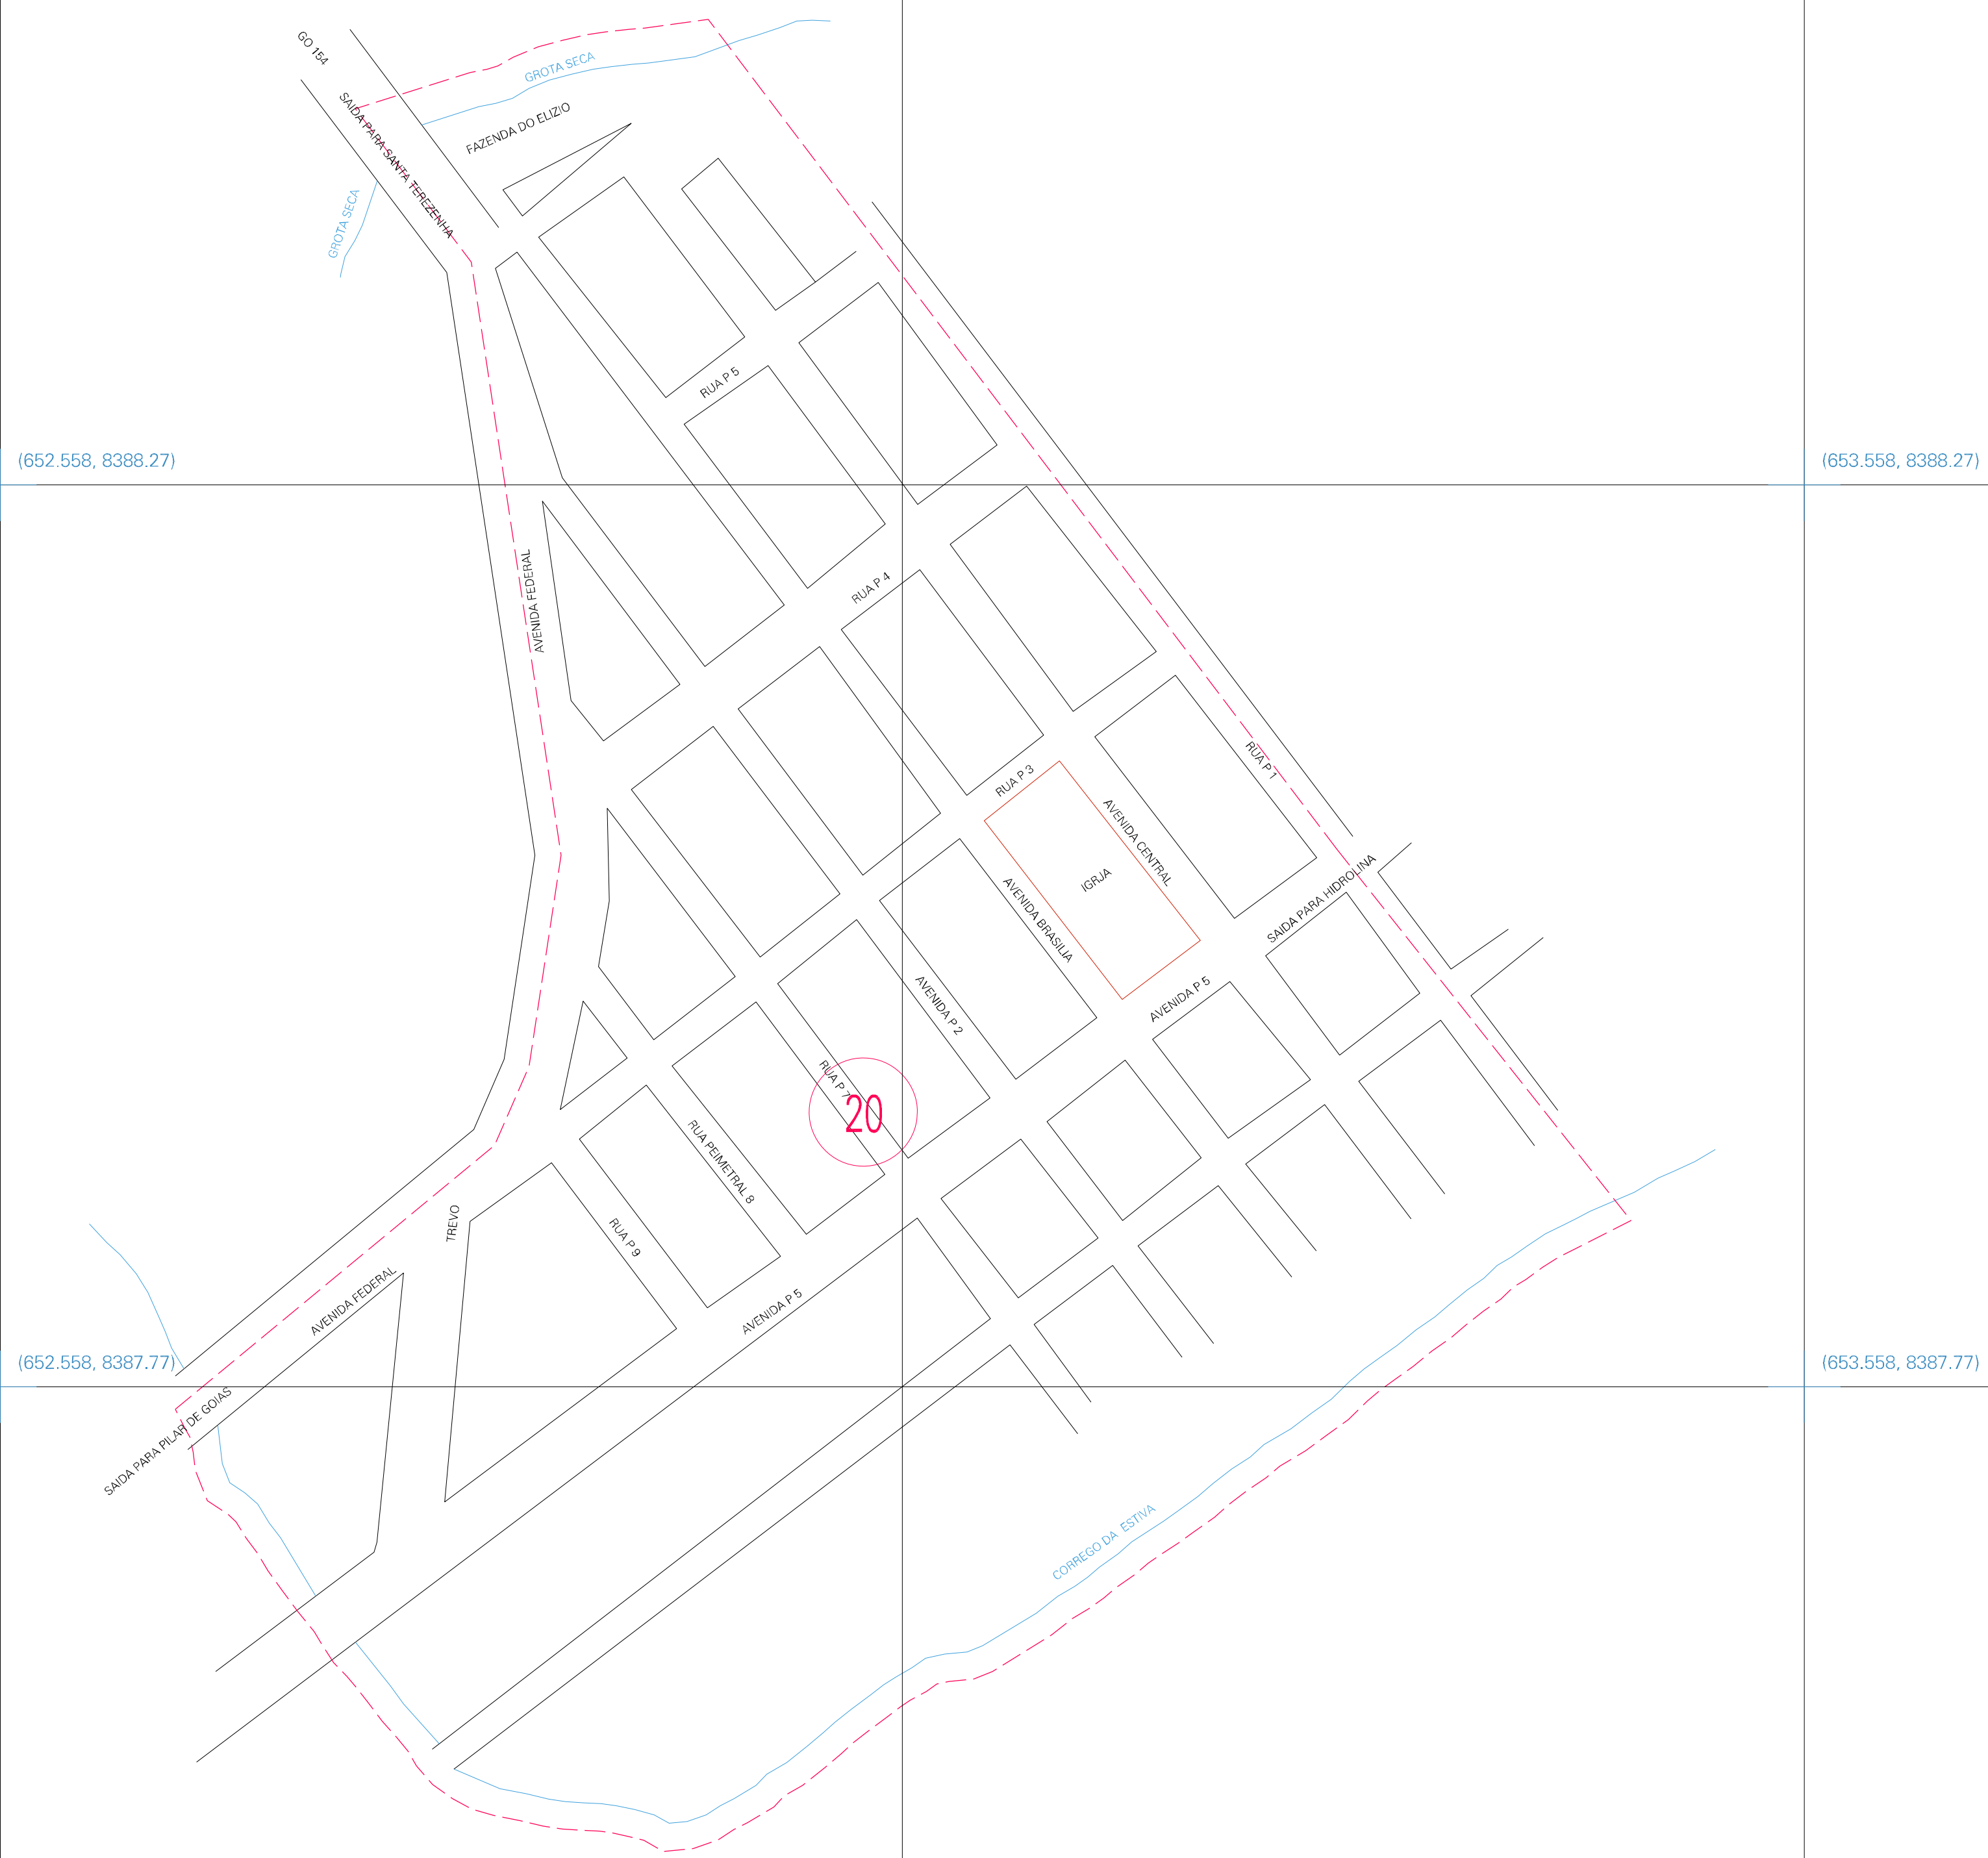 GO 154
GROTA SECA
SAIDA PARA SANTA TEREZENHA
FAZENDA DO ELIZIO
GROTA SECA
RUA P 5
(652.558, 8388.27)
(653.558, 8388.27)
AVENIDA FEDERAL
RUA P 4
RUA P 3
RUA P 1
AVENIDA CENTRAL
IGRJA
SAIDA PARA HIDROLINA
AVENIDA BRASILIA
AVENIDA P 2
AVENIDA P 5
RUA P 7
20
RUA PEIMETRAL 8
TREVO
RUA P 9
AVENIDA FEDERAL
AVENIDA P 5
(652.558, 8387.77)
(653.558, 8387.77)
SAIDA PARA PILAR DE GOIAS
CORREGO DA ESTIVA